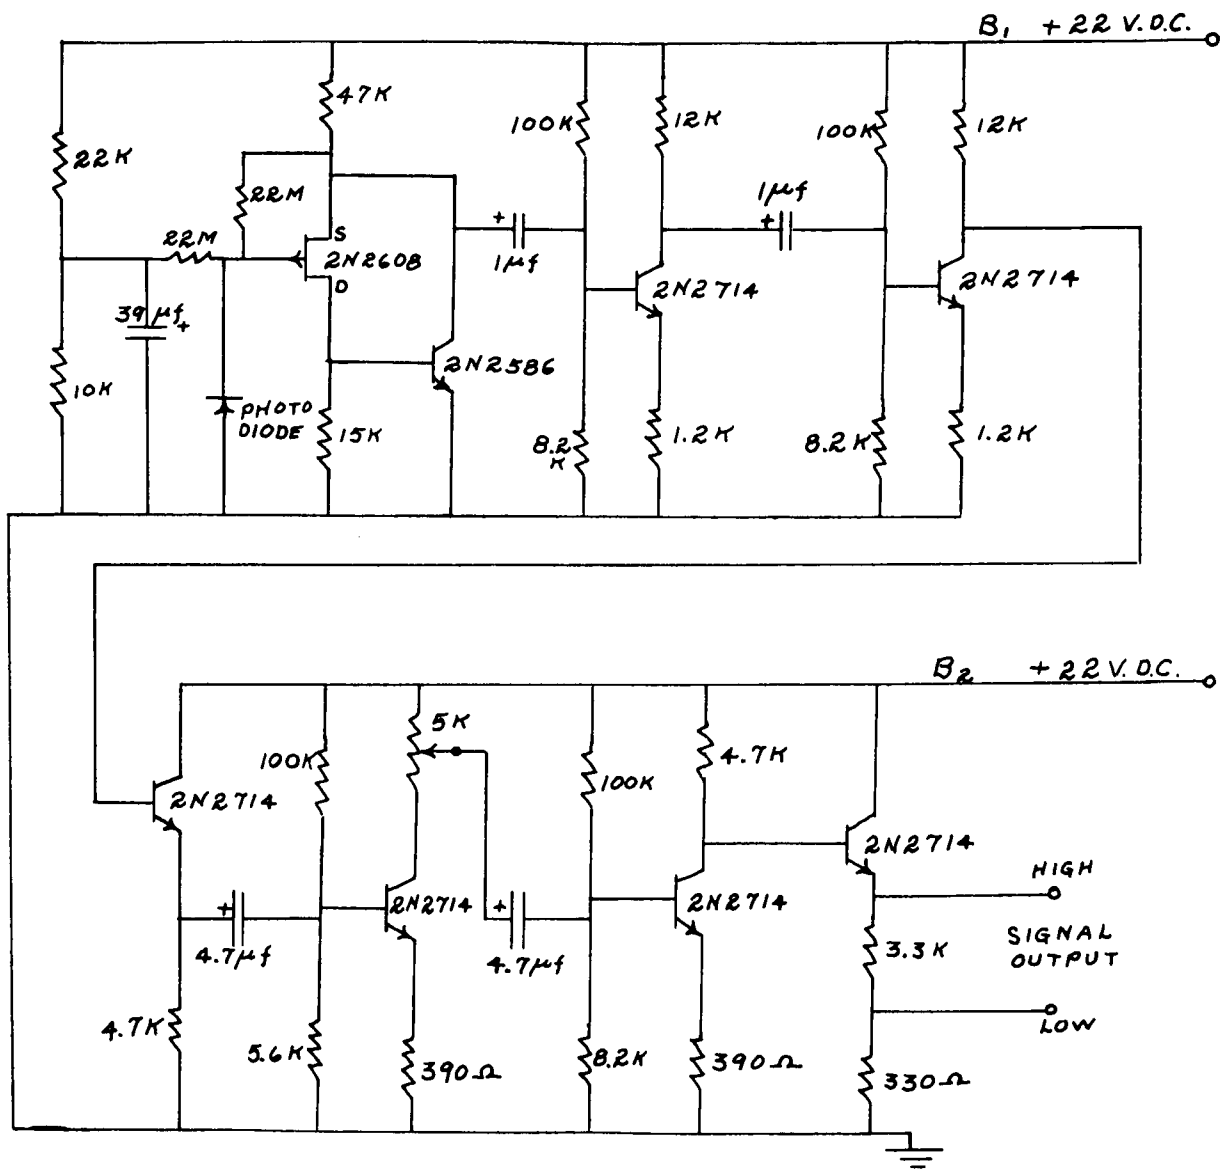 B₁ + 22 V.D.C.
47K
100K
12K
100K
12K
22K
22M
1μf
+
22M
S
2N2608
D
+
1μf
2N2714
2N2714
39 μf
+
10K
2N2586
PHOTO
DIODE
15K
8.2
K
1.2K
8.2K
1.2K
B₂ + 22 V.D.C.
5K
100K
4.7K
100K
2N2714
2N2714
HIGH
+
2N2714
+
2N2714
SIGNAL
OUTPUT
3.3K
4.7μf
4.7μf
LOW
4.7K
5.6K
390Ω
8.2K
390Ω
330Ω